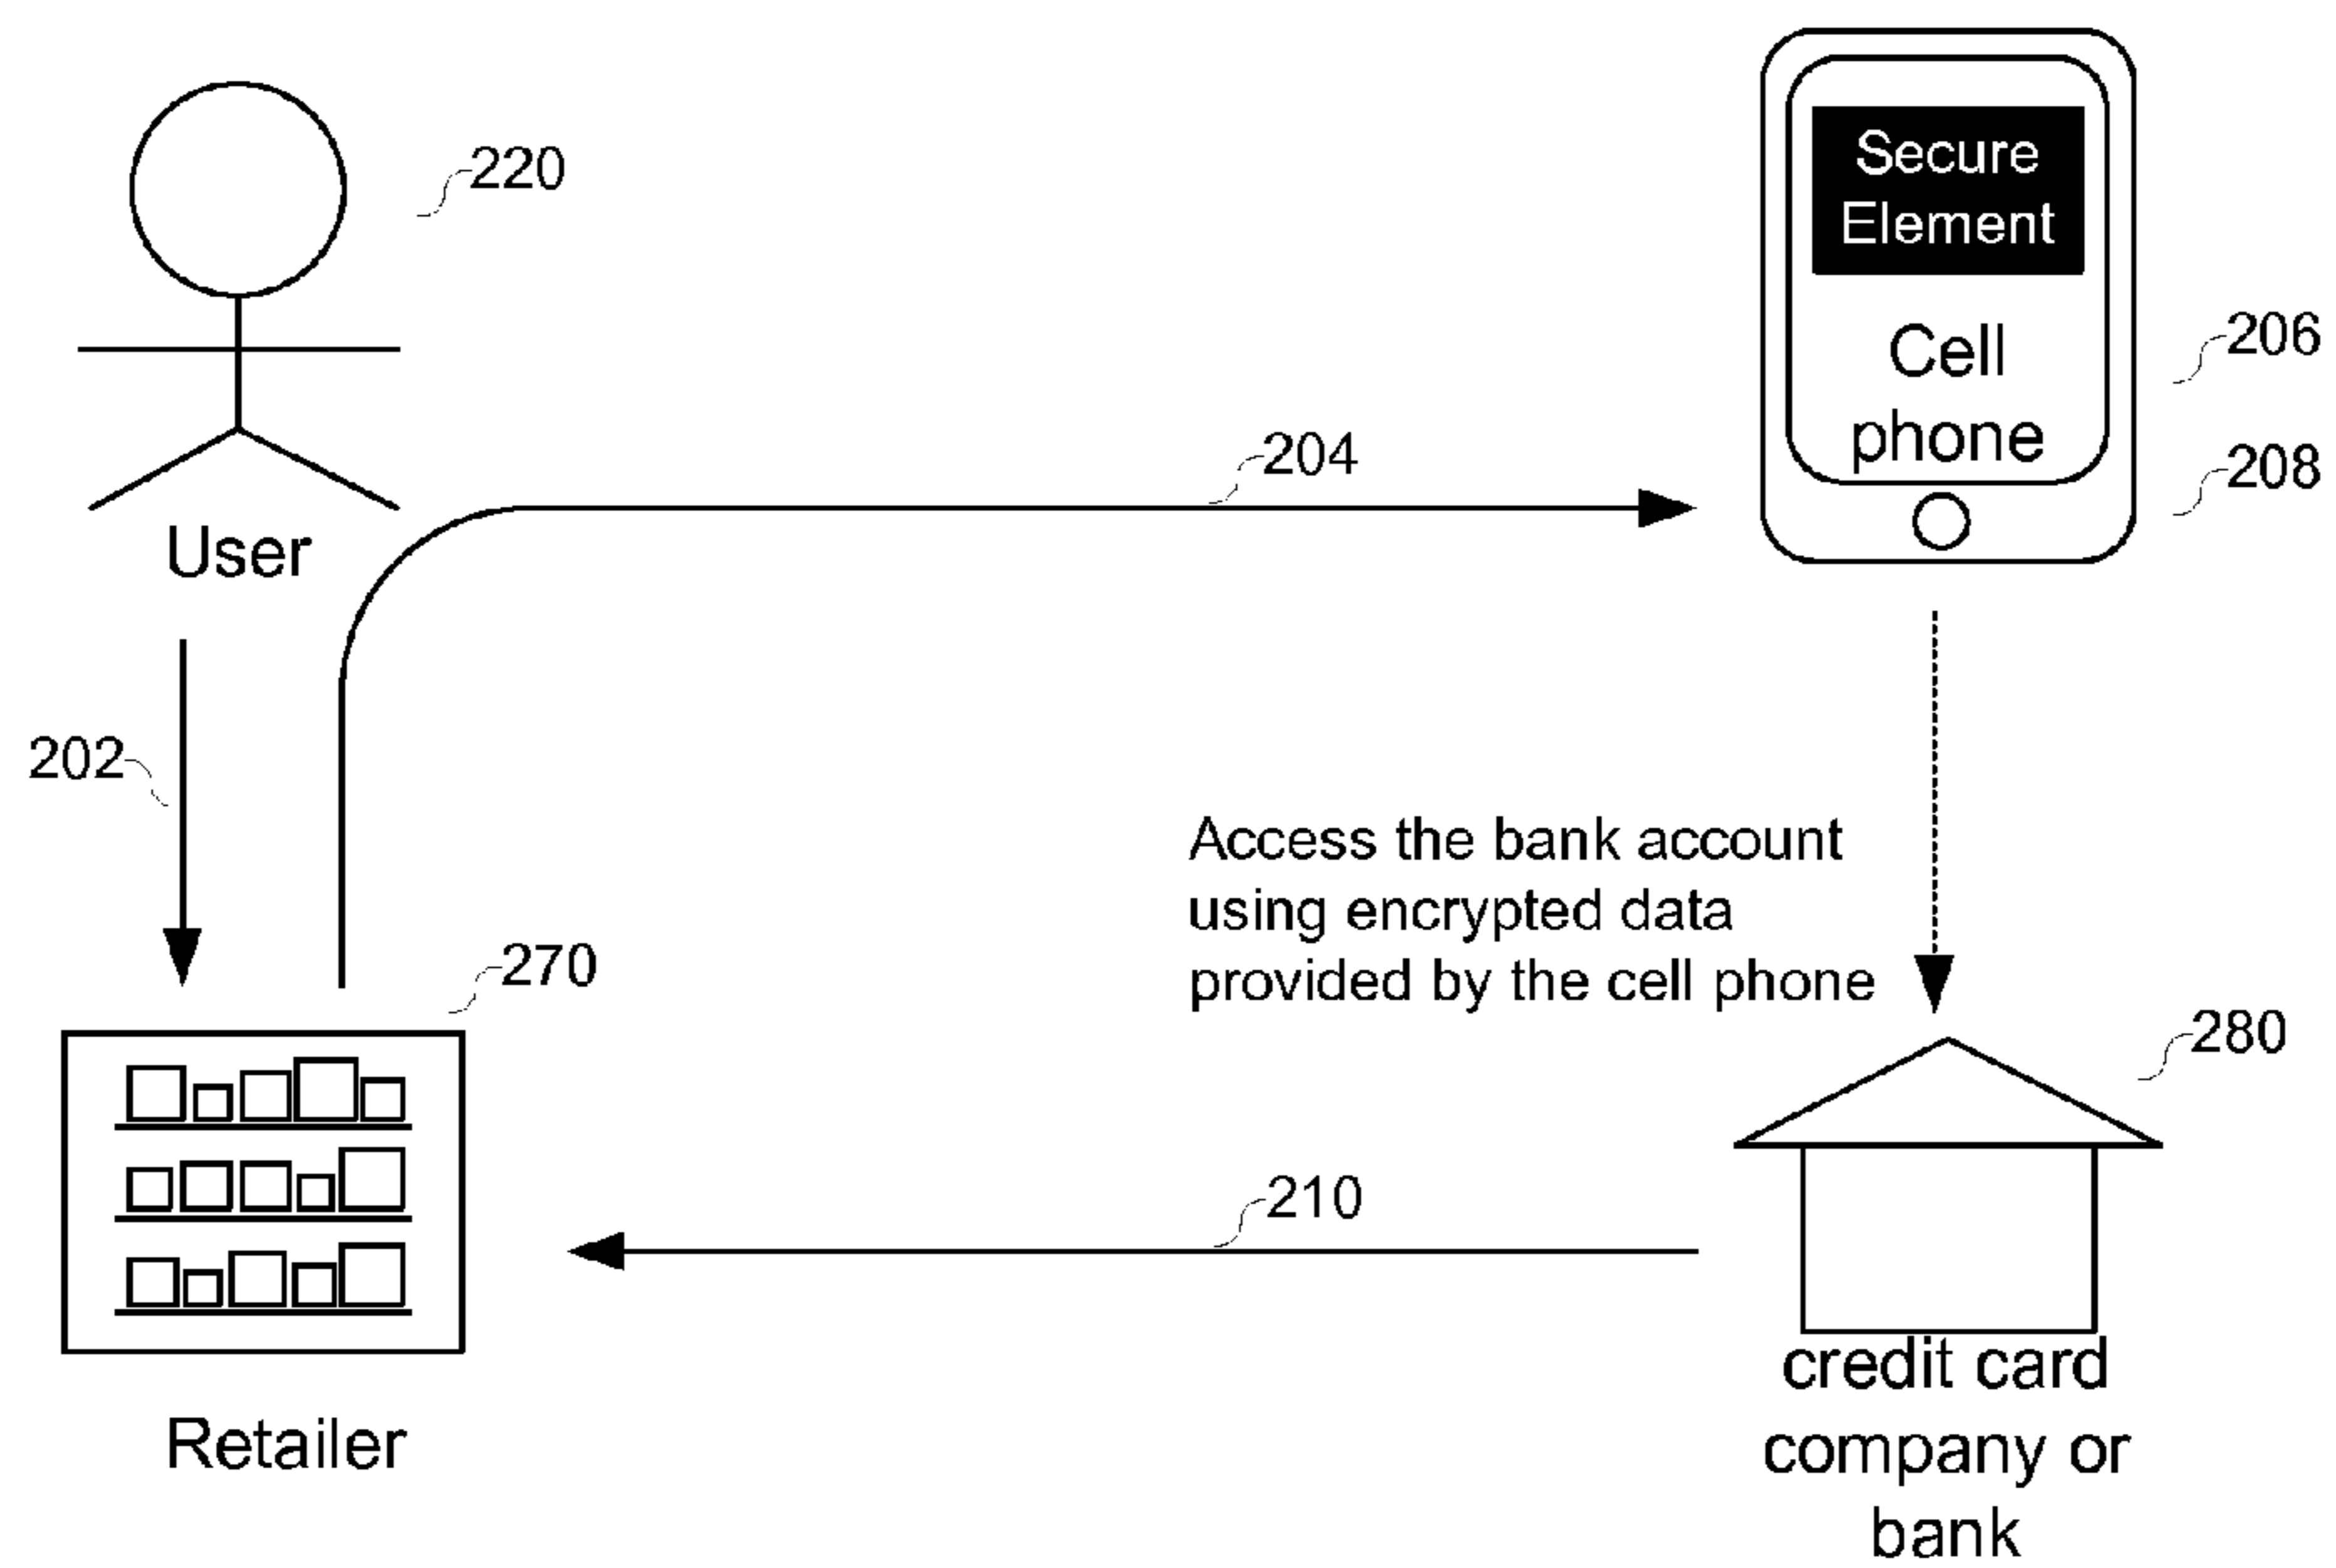 220
Secure
Element
Cell
phone
206
208
204
User
202
Access the bank account
using encrypted data
provided by the cell phone
270
280
210
Retailer
credit card
company or
bank